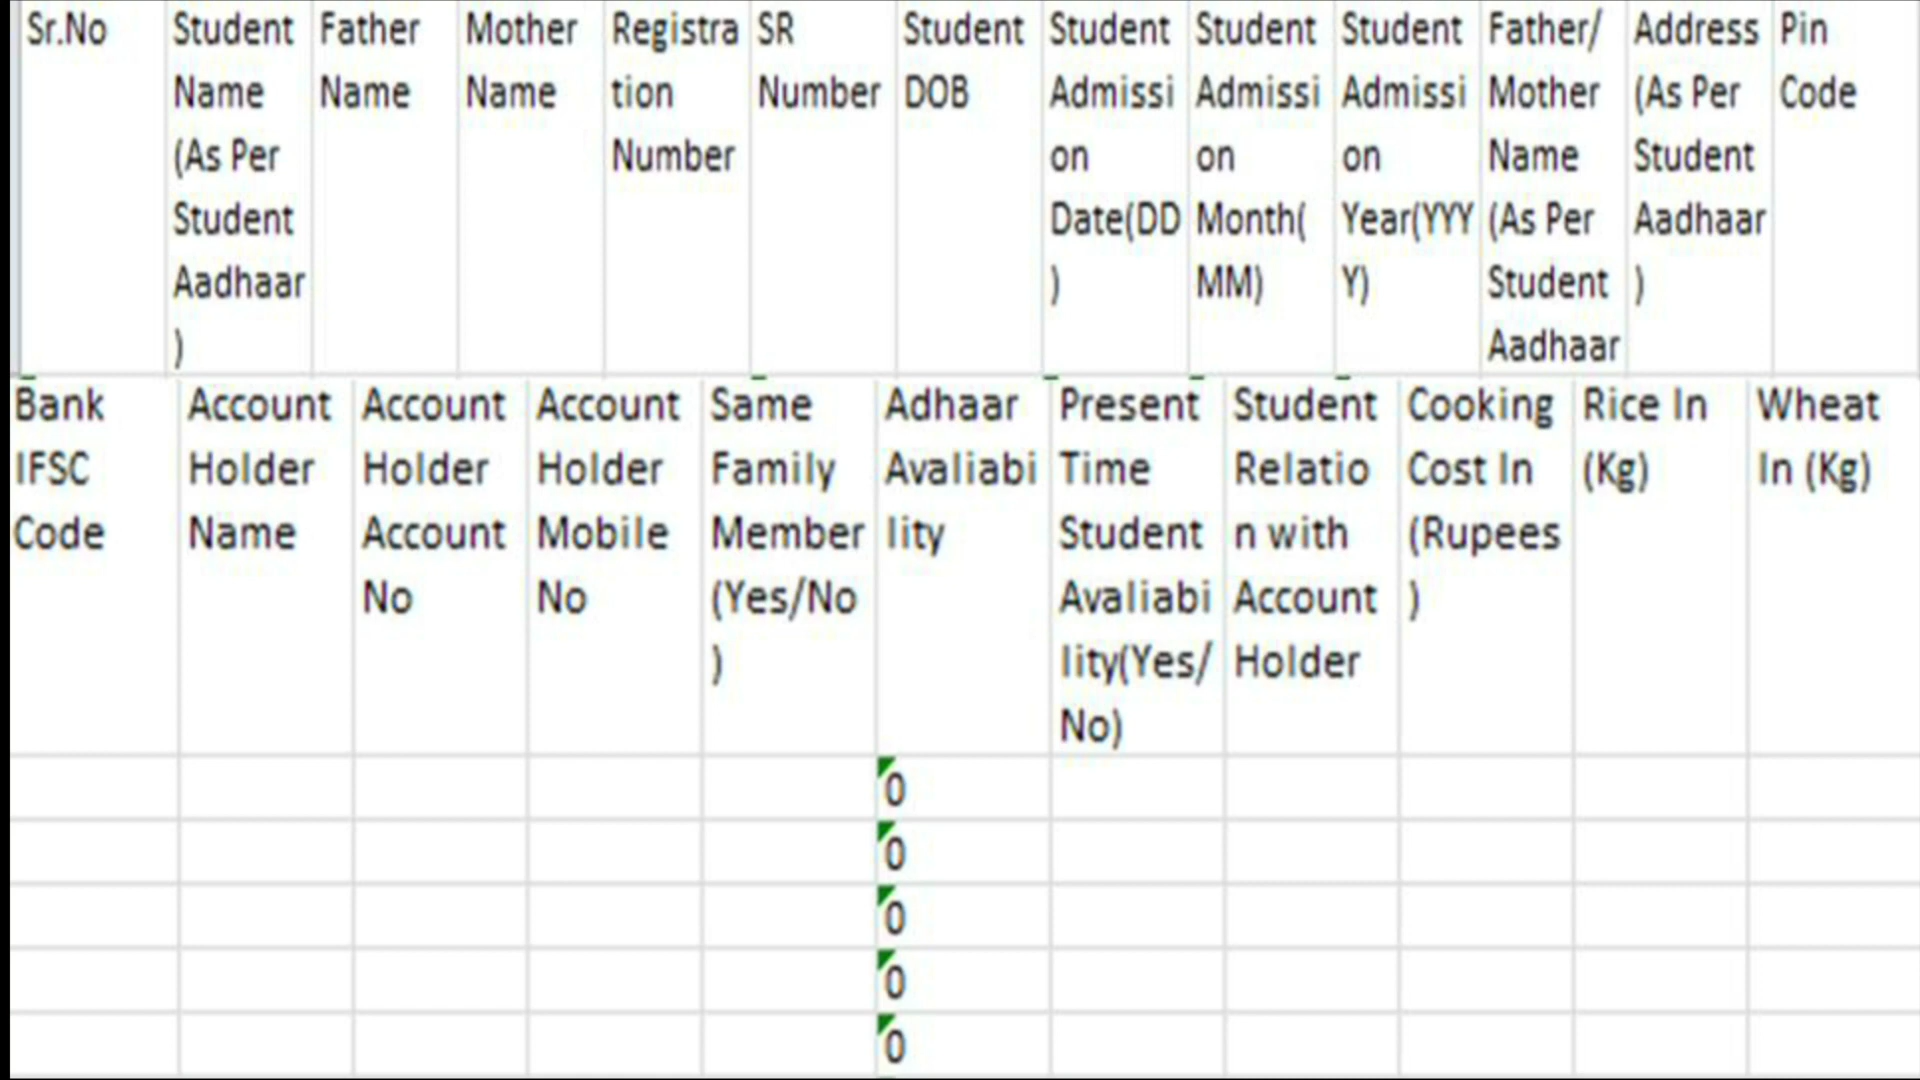 Sr.No
Student
Name
(As Per
Student
Aadhaar
)
Father
Name
Mother
Name
Registra
tion
Number
SR
Number
Student
DOB
Student
Admissi
on
Date(DD
)
Student
Admissi
on
Month(
MM)
Student
Admissi
on
Year(YYY
Y)
Father/
Mother
Name
(As Per
Student
Aadhaar
Address
(As Per
Student
Aadhaar
)
Pin
Code
Bank
IFSC
Code
Account
Holder
Name
Account
Holder
Account
No
Account
Holder
Mobile
No
Same
Family
Member
(Yes/No
)
Adhaar
Avaliabi
lity
Present
Time
Student
Avaliabi
lity(Yes/
No)
Student
Relatio
n with
Account
Holder
Cooking
Cost In
(Rupees
)
Rice In
(Kg)
Wheat
In (Kg)
0
0
0
0
0